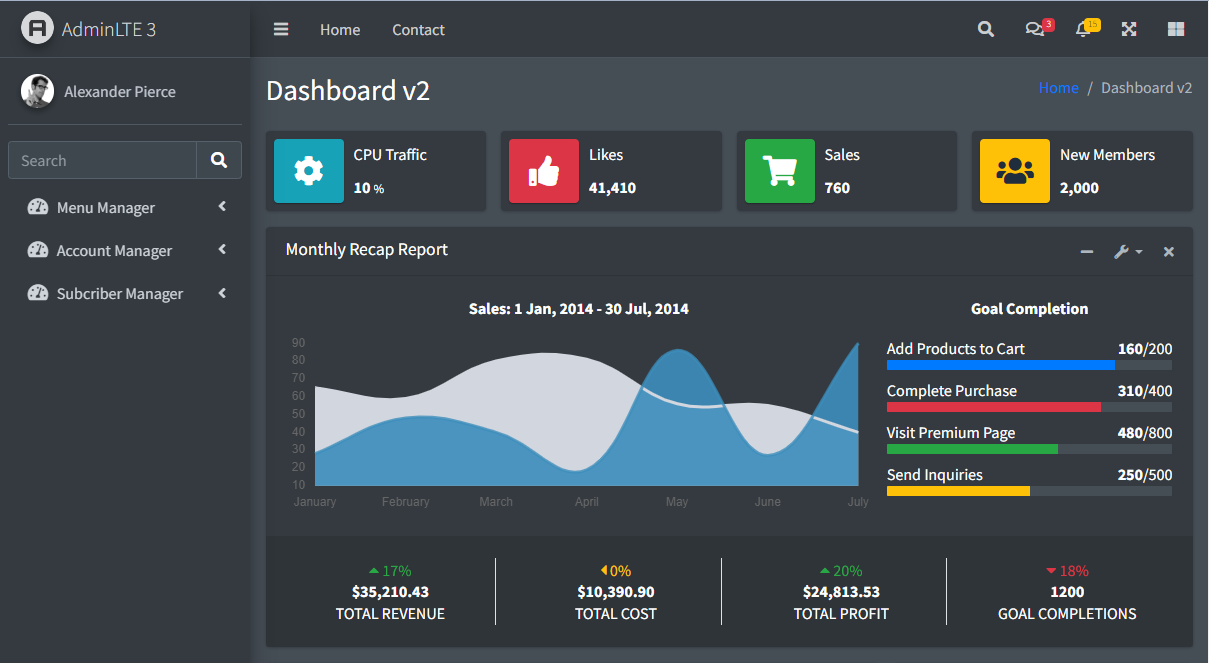 AdminLTE 3
Home Contact
3
15
Alexander Pierce
Search
Menu Manager
Account Manager
Subcriber Manager
Dashboard v2
Home / Dashboard v2
CPU Traffic
10 %
Likes
41,410
Sales
760
New Members
2,000
Monthly Recap Report
Sales: 1 Jan, 2014 - 30 Jul, 2014
90
80
70
60
50
40
30
20
10
January February March April May June July
Goal Completion
Add Products to Cart 160/200
Complete Purchase 310/400
Visit Premium Page 480/800
Send Inquiries 250/500
17%
$35,210.43
TOTAL REVENUE
0%
$10,390.90
TOTAL COST
20%
$24,813.53
TOTAL PROFIT
18%
1200
GOAL COMPLETIONS